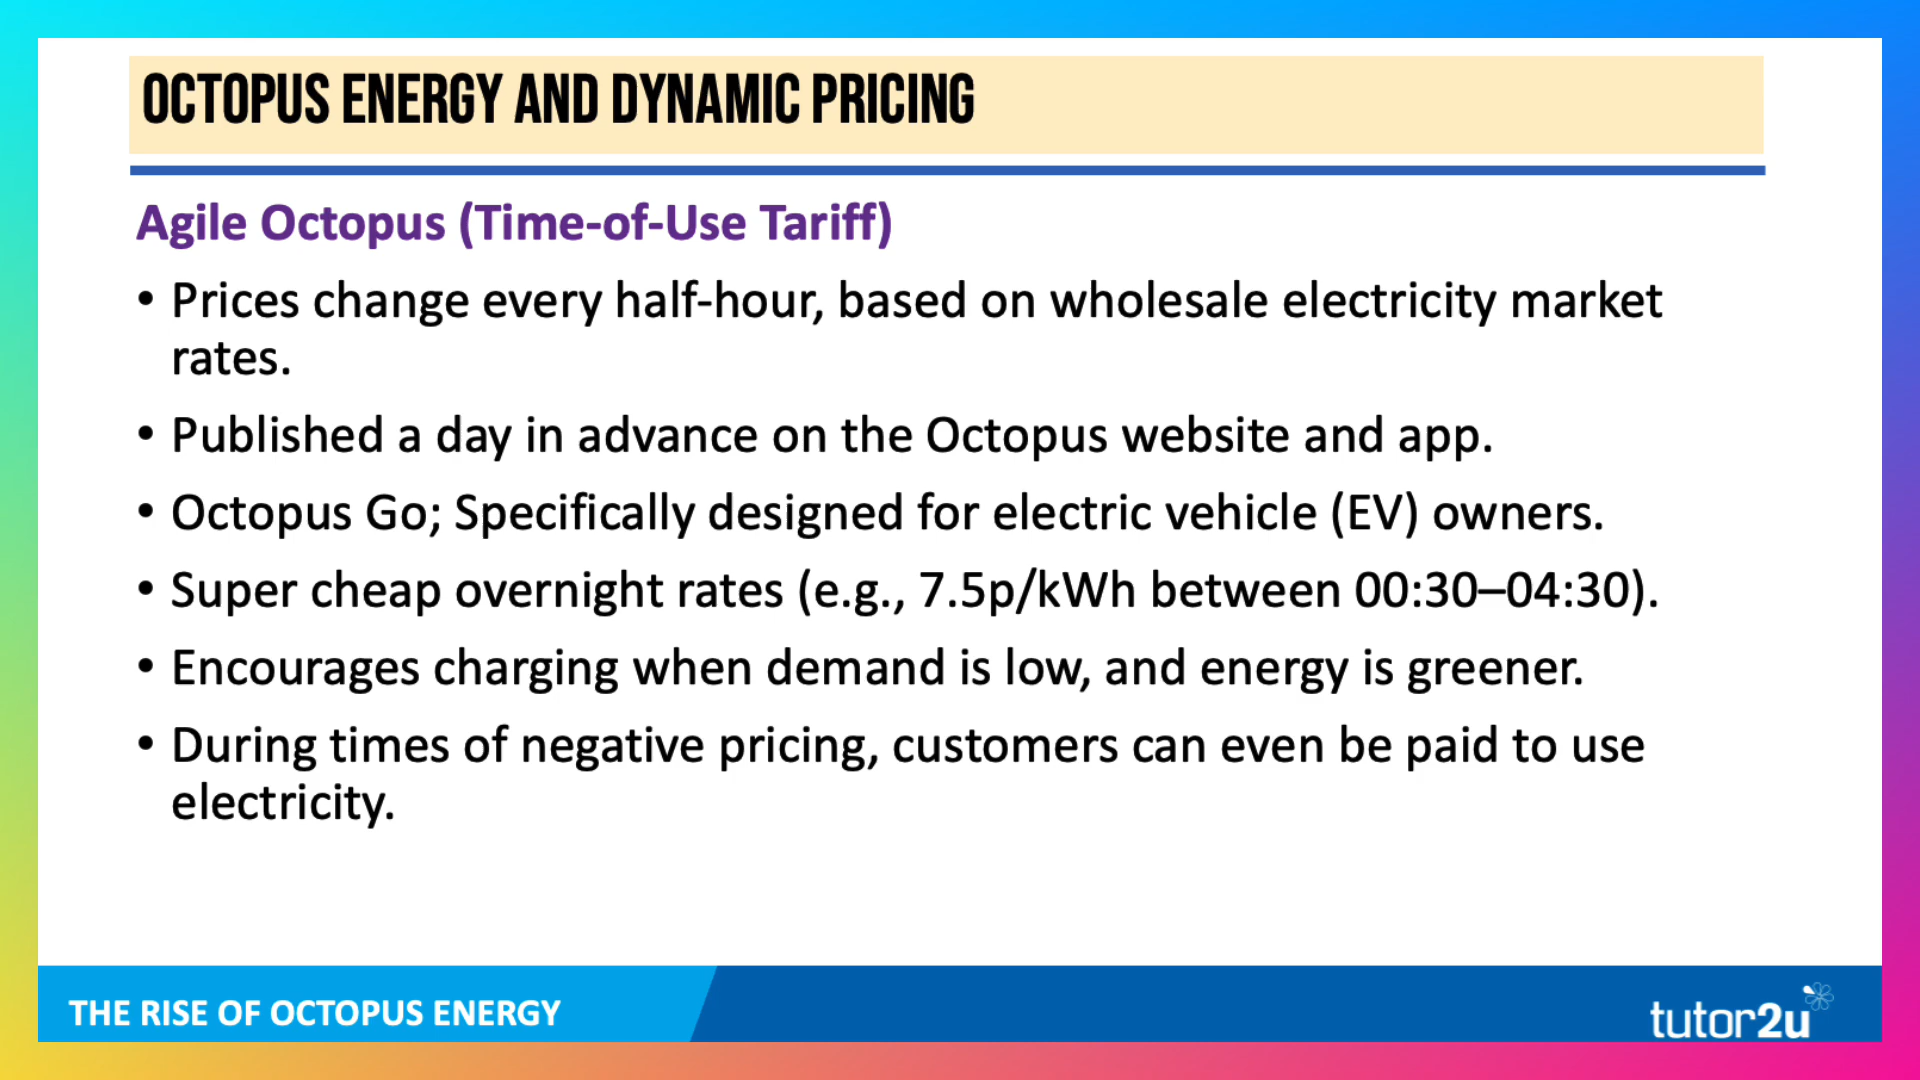 OCTOPUS ENERGY AND DYNAMIC PRICING
Agile Octopus (Time-of-Use Tariff)
• Prices change every half-hour, based on wholesale electricity market
rates.
• Published a day in advance on the Octopus website and app.
• Octopus Go; Specifically designed for electric vehicle (EV) owners.
• Super cheap overnight rates (e.g., 7.5p/kWh between 00:30–04:30).
• Encourages charging when demand is low, and energy is greener.
• During times of negative pricing, customers can even be paid to use
electricity.
THE RISE OF OCTOPUS ENERGY
tutor2u